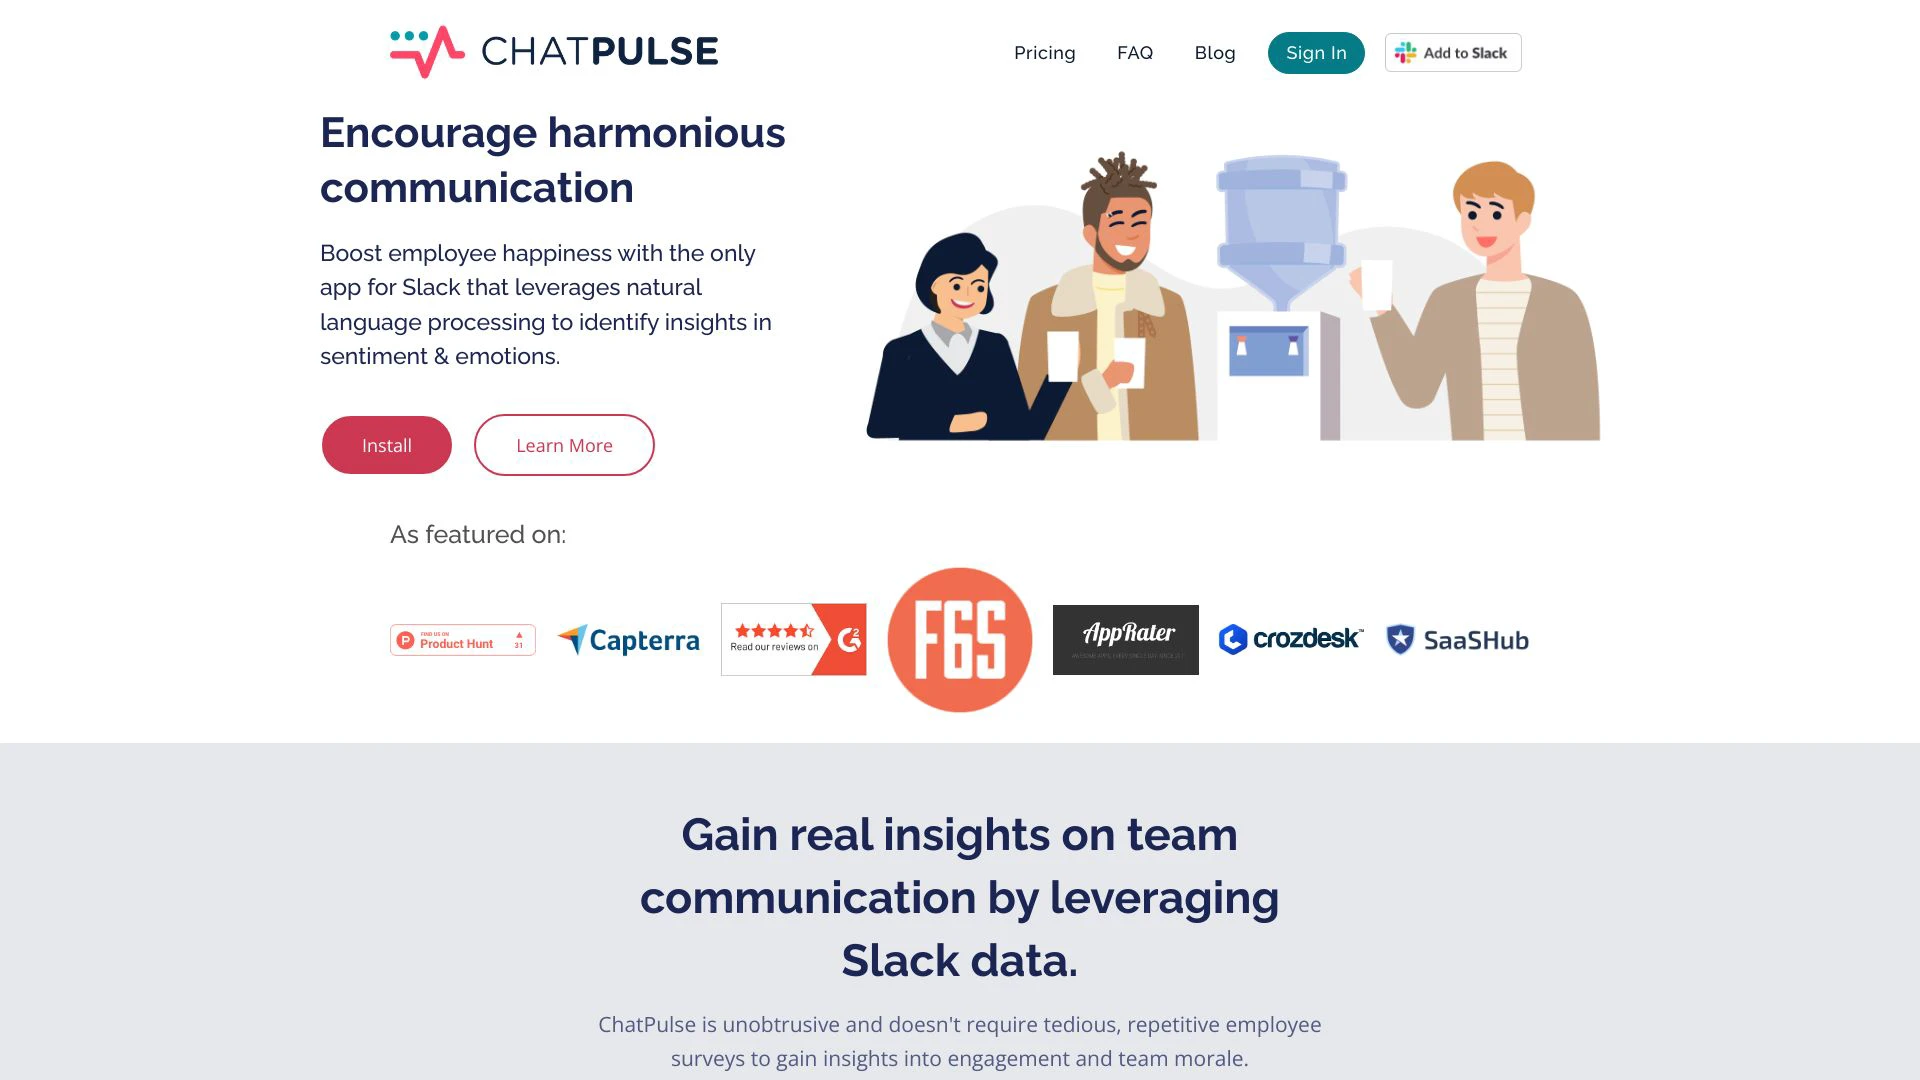 CHATPULSE
Pricing
FAQ
Blog
Sign In
Add to Slack
Encourage harmonious
communication
Boost employee happiness with the only
app for Slack that leverages natural
language processing to identify insights in
sentiment & emotions.
Install
Learn More
As featured on:
FIND US ON
Product Hunt
31
Capterra
Read our reviews on
G2
F6S
AppRater
crozdesk™
SaaSHub
Gain real insights on team
communication by leveraging
Slack data.
ChatPulse is unobtrusive and doesn't require tedious, repetitive employee
surveys to gain insights into engagement and team morale.